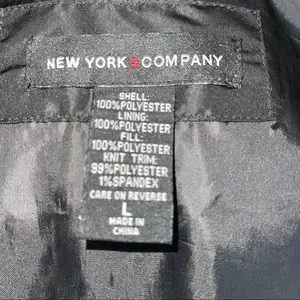 NEW YORK & COMPANY
SHELL:
100%POLYESTER
LINING:
100%POLYESTER
FILL:
100%POLYESTER
KNIT TRIM:
99%POLYESTER
1%SPANDEX
CARE ON REVERSE
L
MADE IN
CHINA